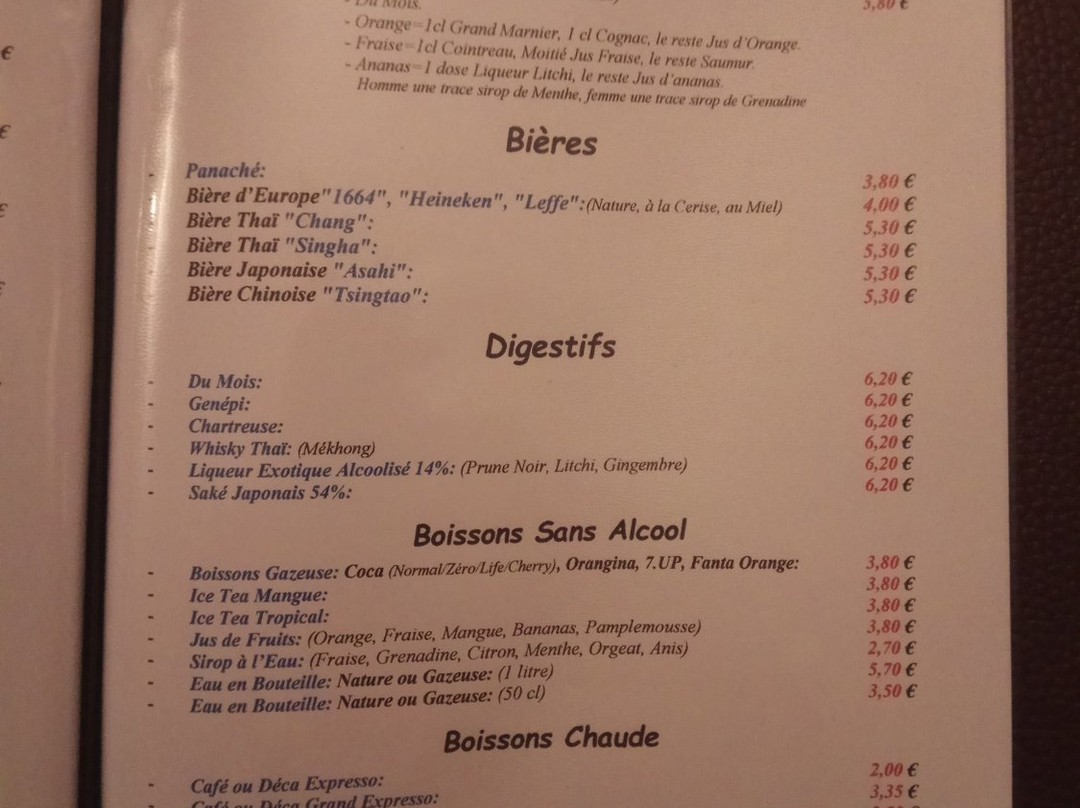 - Du Mois.
5,80 €
- Orange=1cl Grand Marnier, 1 cl Cognac, le reste Jus d'Orange.
- Fraise=1cl Cointreau, Moitié Jus Fraise, le reste Saumur.
- Ananas=1 dose Liqueur Litchi, le reste Jus d'ananas.
Homme une trace sirop de Menthe, femme une trace sirop de Grenadine
Bières
- Panaché: 3,80 €
Bière d'Europe"1664", "Heineken", "Leffe":(Nature, à la Cerise, au Miel) 4,00 €
Bière Thaï "Chang": 5,30 €
Bière Thaï "Singha": 5,30 €
Bière Japonaise "Asahi": 5,30 €
Bière Chinoise "Tsingtao": 5,30 €
Digestifs
- Du Mois: 6,20 €
- Genépi: 6,20 €
- Chartreuse: 6,20 €
- Whisky Thaï: (Mékhong) 6,20 €
- Liqueur Exotique Alcoolisé 14%: (Prune Noir, Litchi, Gingembre) 6,20 €
- Saké Japonais 54%: 6,20 €
Boissons Sans Alcool
- Boissons Gazeuse: Coca (Normal/Zéro/Life/Cherry), Orangina, 7.UP, Fanta Orange: 3,80 €
- Ice Tea Mangue: 3,80 €
- Ice Tea Tropical: 3,80 €
- Jus de Fruits: (Orange, Fraise, Mangue, Bananas, Pamplemousse) 3,80 €
- Sirop à l'Eau: (Fraise, Grenadine, Citron, Menthe, Orgeat, Anis) 2,70 €
- Eau en Bouteille: Nature ou Gazeuse: (1 litre) 5,70 €
- Eau en Bouteille: Nature ou Gazeuse: (50 cl) 3,50 €
Boissons Chaude
- Café ou Déca Expresso: 2,00 €
Café ou Déca Grand Expresso: 3,35 €